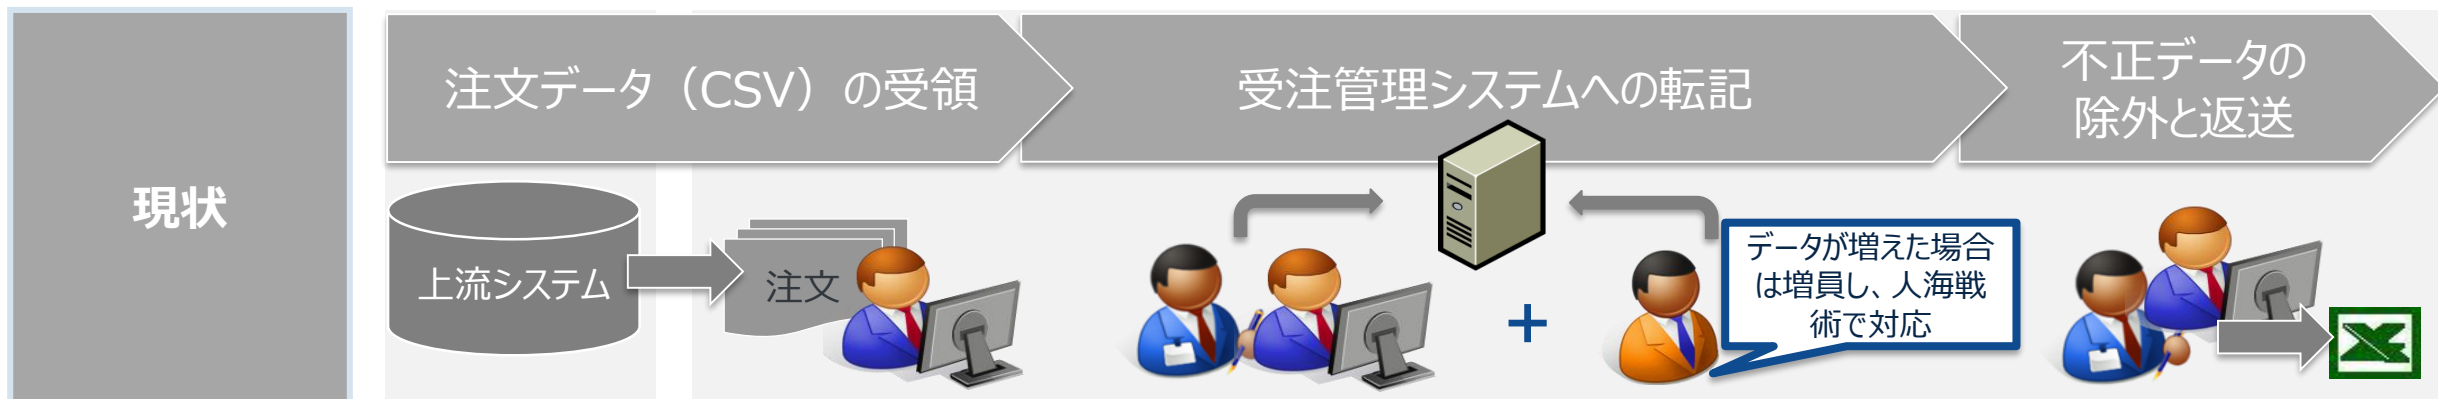 現状
注文データ（CSV）の受領
受注管理システムへの転記
不正データの
除外と返送
上流システム
注文
+
データが増えた場合
は増員し、人海戦
術で対応